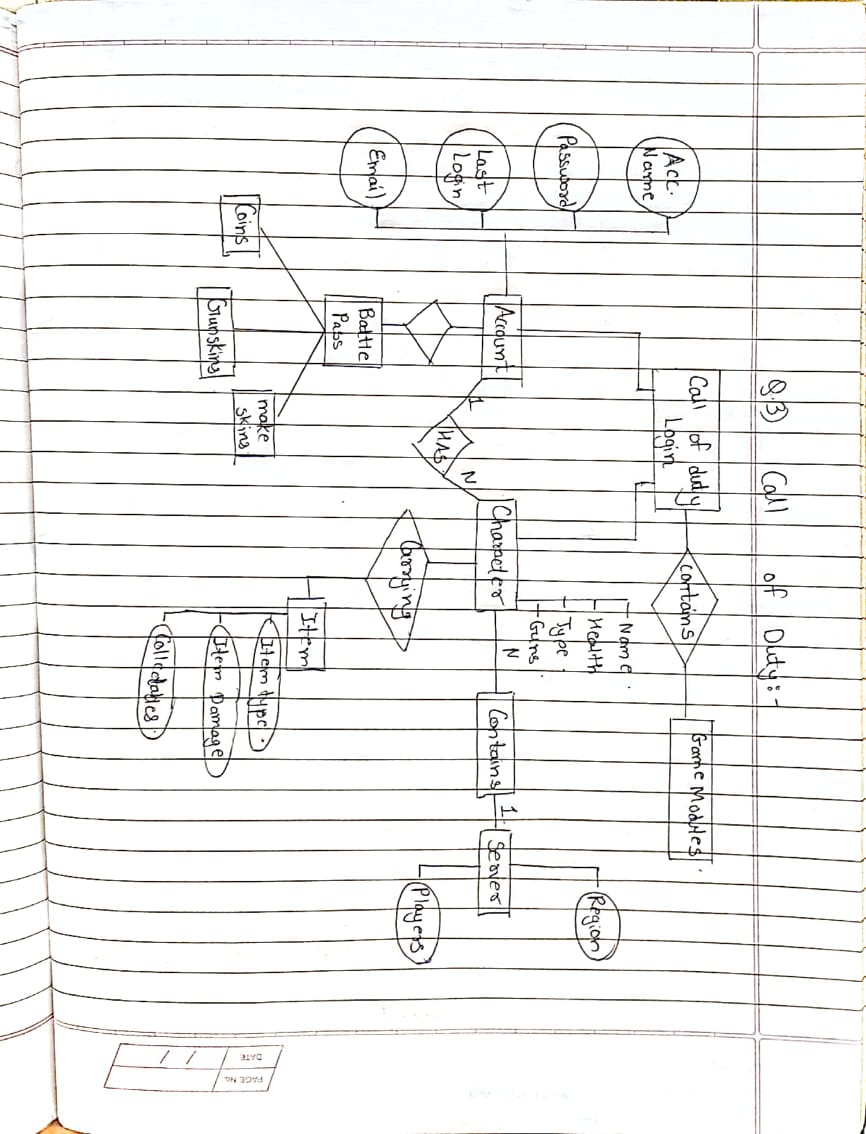 Q.3) Call of Duty:-
Call of duty
Login
contains
Game Modules
Acc.
Name
Password
Last
Login
Email
Name
Health
Type
Guns
Region
Account
1
HAS
N
Character
N
Contains
1
Server
Players
Carrying
Battle
Pass
Coins
Gunskins
make
skins
Item
Item type
Item Damage
Collectables
PAGE No.
DATE
/ /